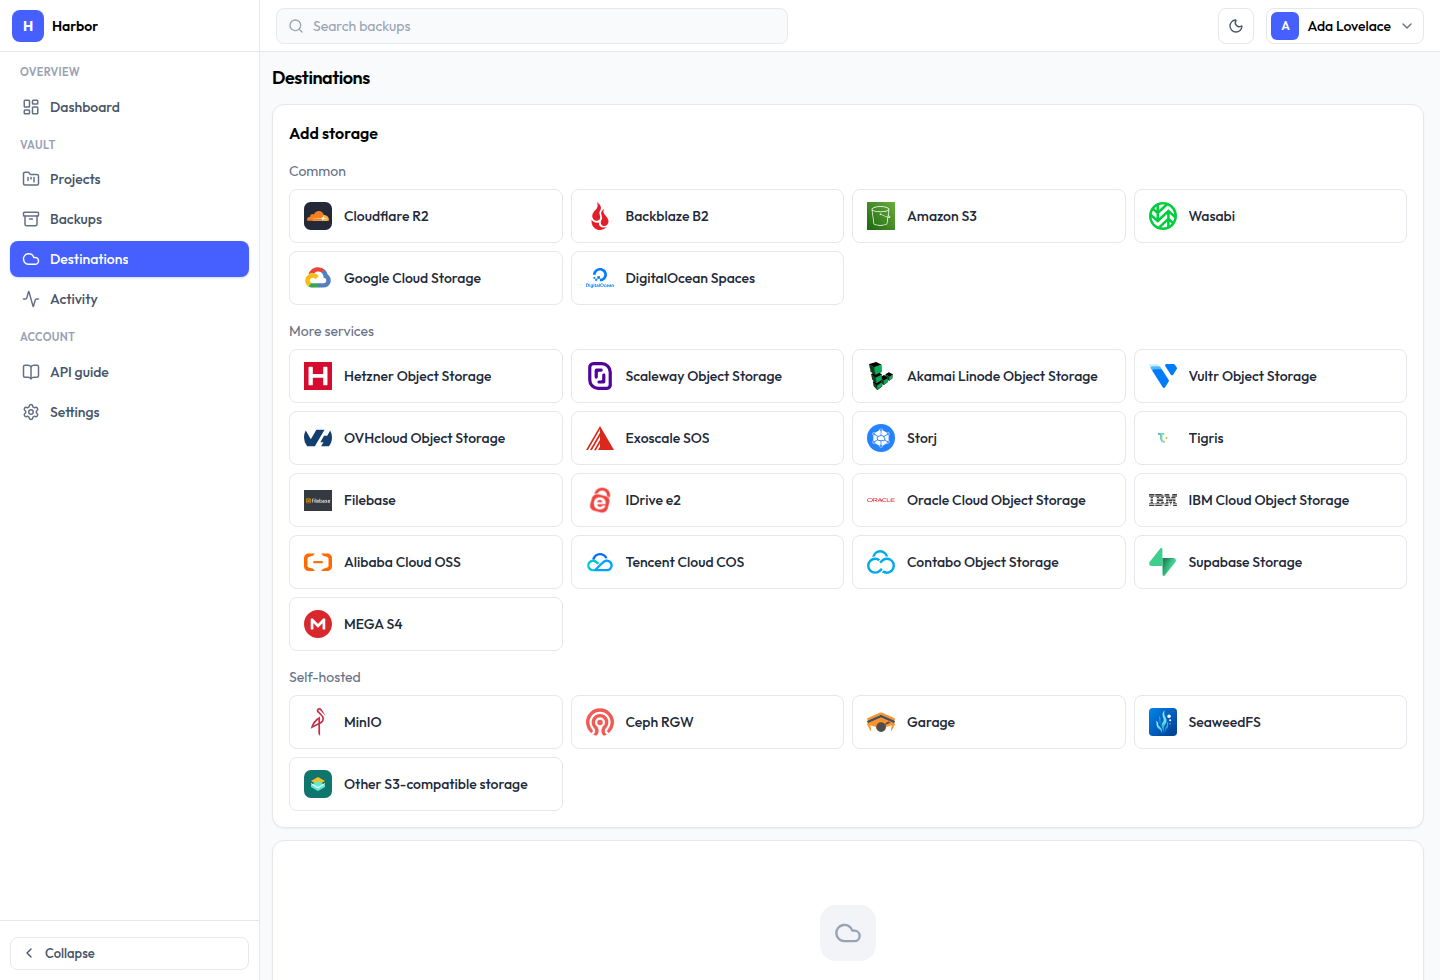 H Harbor
Search backups
A Ada Lovelace
OVERVIEW
Dashboard
VAULT
Projects
Backups
Destinations
Activity
ACCOUNT
API guide
Settings
Collapse
Destinations
Add storage
Common
Cloudflare R2
Backblaze B2
Amazon S3
Wasabi
Google Cloud Storage
DigitalOcean
DigitalOcean Spaces
More services
H Hetzner Object Storage
Scaleway Object Storage
Akamai Linode Object Storage
Vultr Object Storage
OVHcloud Object Storage
Exoscale SOS
Storj
Tigris
filebase
Filebase
e IDrive e2
ORACLE
Oracle Cloud Object Storage
IBM
IBM Cloud Object Storage
Alibaba Cloud OSS
Tencent Cloud COS
Contabo Object Storage
Supabase Storage
M MEGA S4
Self-hosted
MinIO
Ceph RGW
Garage
SeaweedFS
Other S3-compatible storage